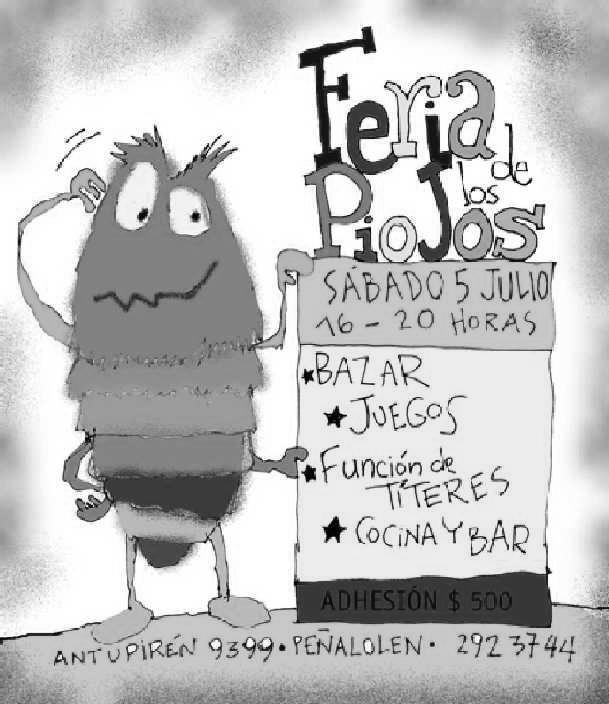 Feria
de
los
PioJos
SÁBADO 5 JULIO
16 - 20 HORAS
BAZAR
JUEGOS
Función de
TÍTERES
COCINA Y BAR
ADHESIÓN $ 500
ANTUPIRÉN 9399 • PEÑALOLEN • 292 3744